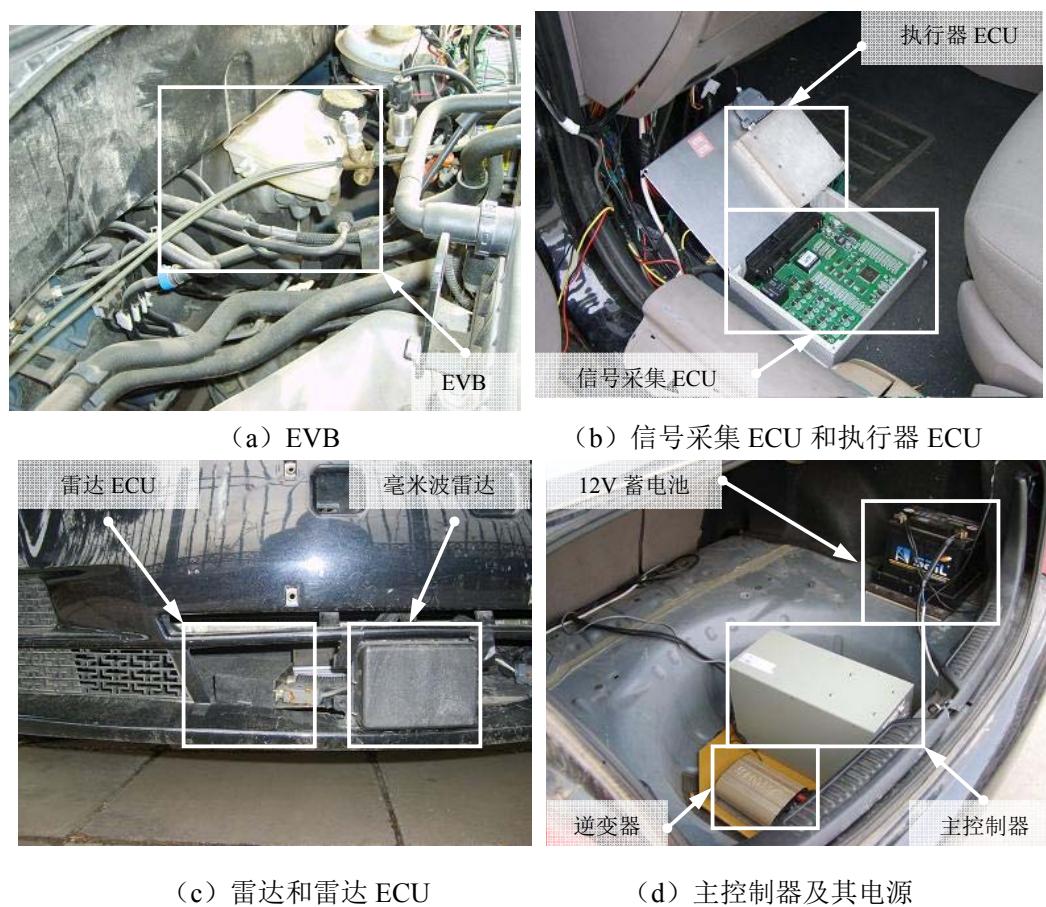 执行器 ECU
EVB
信号采集 ECU
（a）EVB
（b）信号采集 ECU 和执行器 ECU
雷达 ECU
毫米波雷达
12V 蓄电池
逆变器
主控制器
（c）雷达和雷达 ECU
（d）主控制器及其电源